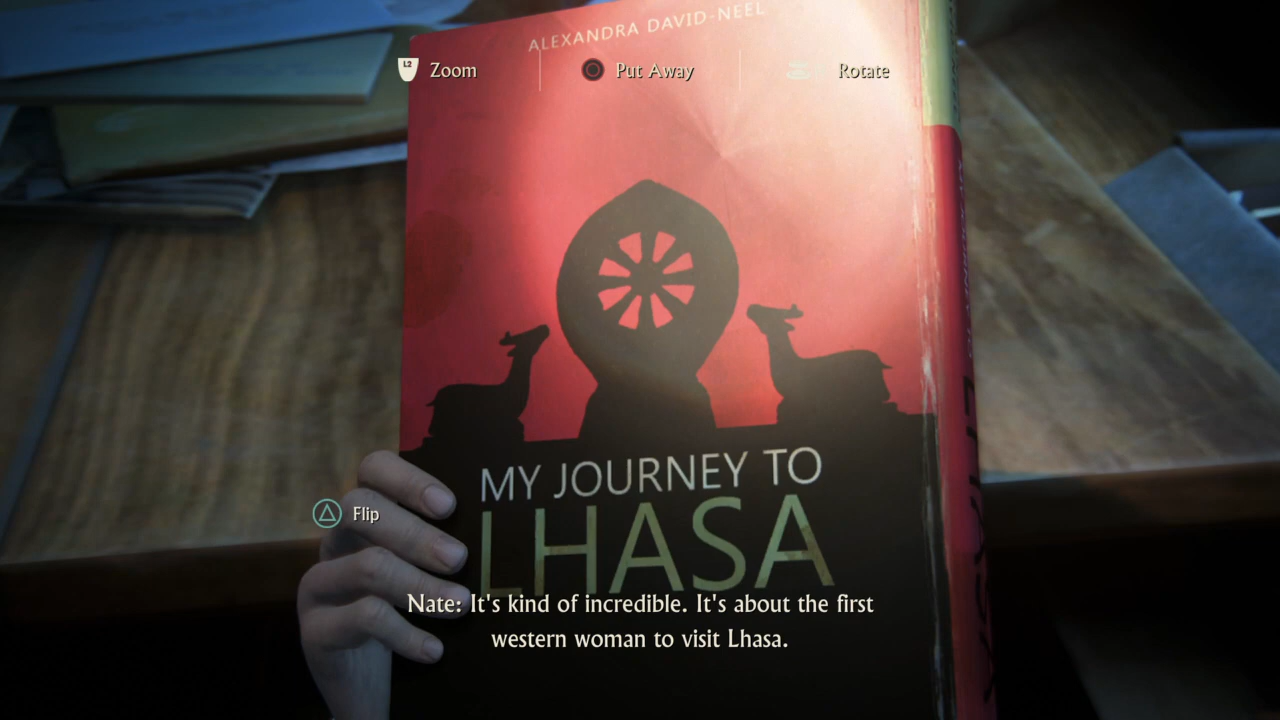 ALEXANDRA DAVID-NEEL
L2 Zoom
Put Away
Rotate
MY JOURNEY TO
LHASA
Flip
Nate: It's kind of incredible. It's about the first
western woman to visit Lhasa.